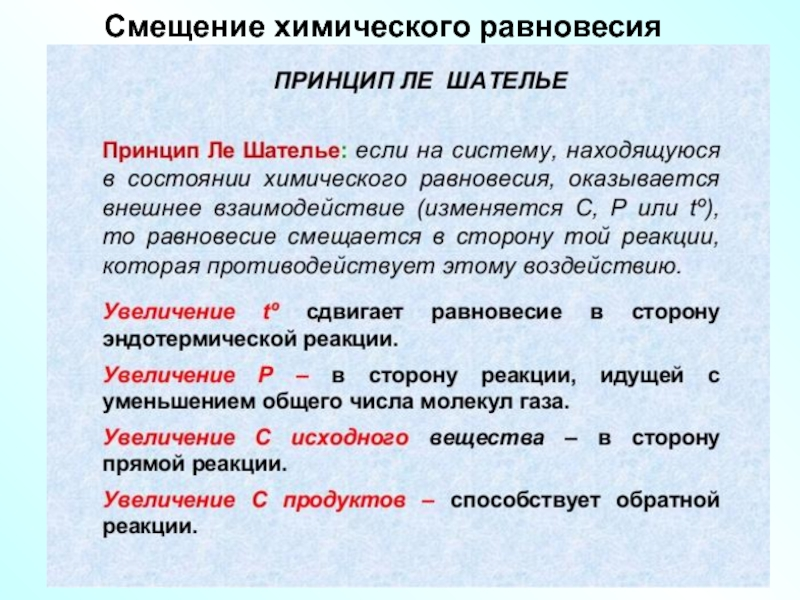 Смещение химического равновесия
ПРИНЦИП ЛЕ ШАТЕЛЬЕ
Принцип Ле Шателье: если на систему, находящуюся
в состоянии химического равновесия, оказывается
внешнее взаимодействие (изменяется С, Р или tº),
то равновесие смещается в сторону той реакции,
которая противодействует этому воздействию.
Увеличение tº сдвигает равновесие в сторону
эндотермической реакции.
Увеличение Р – в сторону реакции, идущей с
уменьшением общего числа молекул газа.
Увеличение С исходного вещества – в сторону
прямой реакции.
Увеличение С продуктов – способствует обратной
реакции.